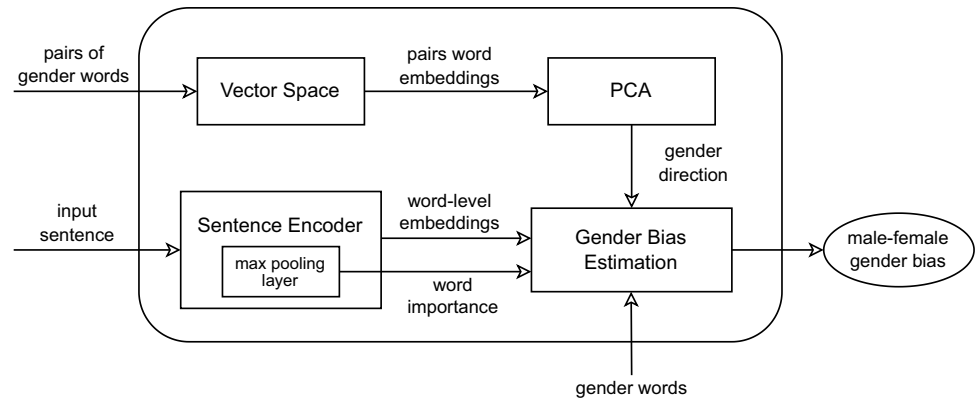 pairs of
gender words
Vector Space
pairs word
embeddings
PCA
gender
direction
input
sentence
Sentence Encoder
max pooling
layer
word-level
embeddings
word
importance
Gender Bias
Estimation
male-female
gender bias
gender words